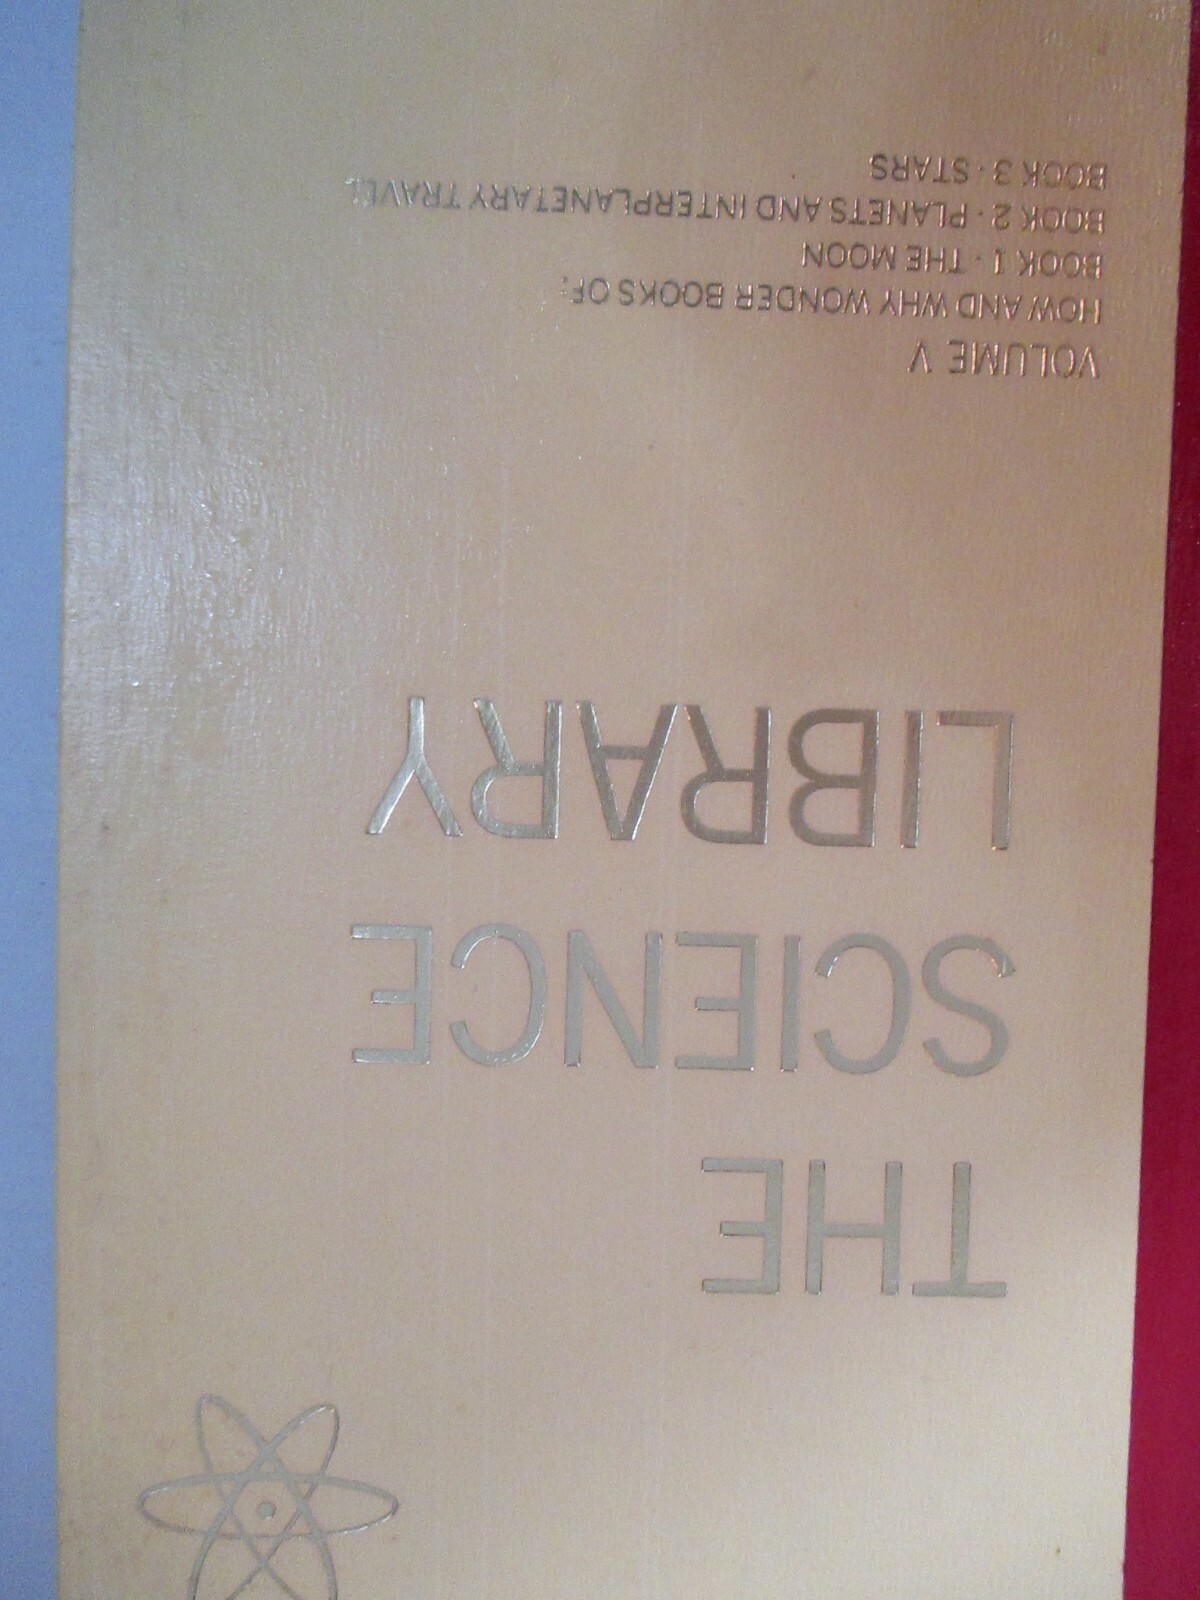 THE
SCIENCE
LIBRARY
VOLUME V
HOW AND WHY WONDER BOOKS OF:
BOOK 1 · THE MOON
BOOK 2 · PLANETS AND INTERPLANETARY TRAVEL
BOOK 3 · STARS